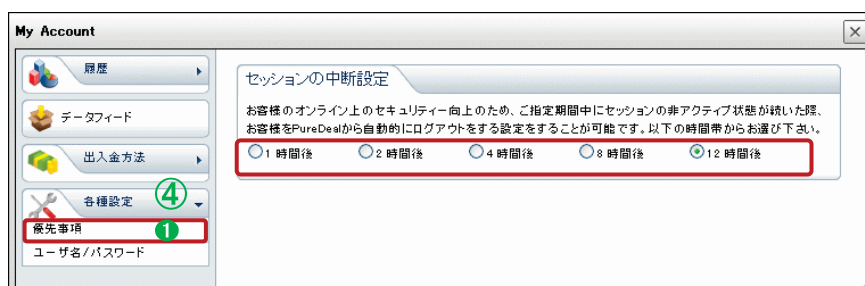 My Account
履歴
データフィード
出入金方法
各種設定 ④
優先事項 ❶
ユーザ名/パスワード
セッションの中断設定
お客様のオンライン上のセキュリティー向上のため、ご指定期間中にセッションの非アクティブ状態が続いた際、
お客様をPureDealから自動的にログアウトをする設定をすることが可能です。以下の時間帯からお選び下さい。
1 時間後 2 時間後 4 時間後 8 時間後 12 時間後